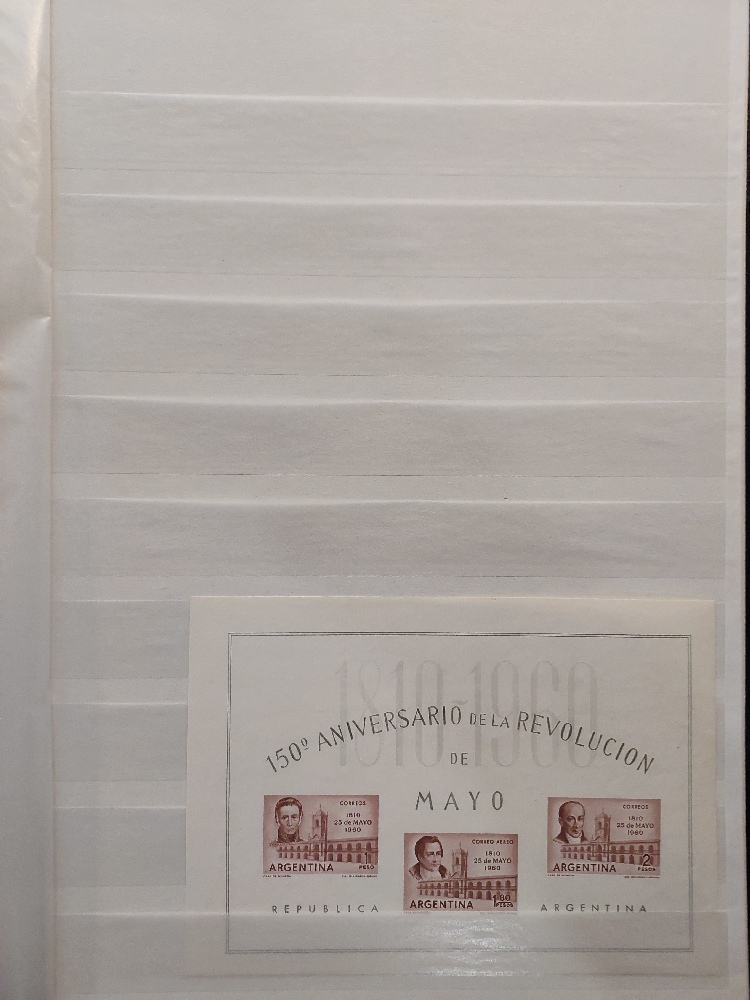 1810-1960
150º ANIVERSARIO DE LA REVOLUCION
DE
MAYO
CORREOS
1810
25 de MAYO
1960
1
PESO
ARGENTINA
CORREO AEREO
1810
25 de MAYO
1960
1.80
PESOS
ARGENTINA
CORREOS
1810
25 de MAYO
1960
2
PESOS
ARGENTINA
REPUBLICA
ARGENTINA